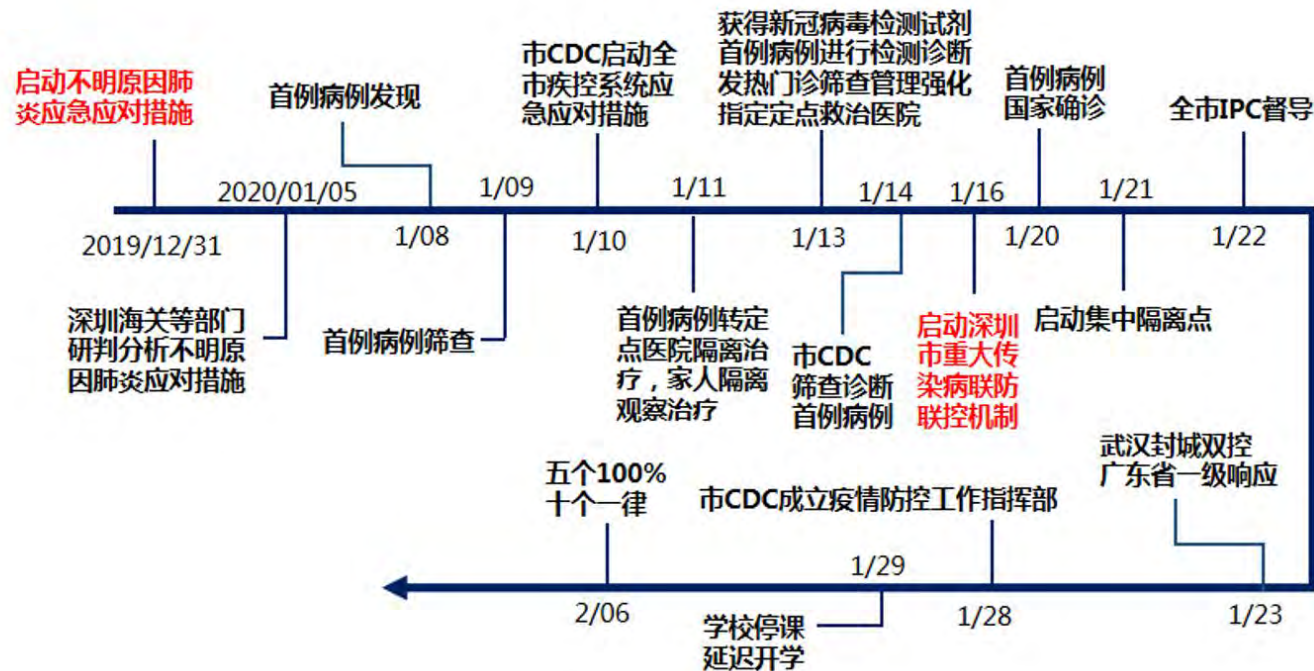 启动不明原因肺
炎应急应对措施
首例病例发现
市CDC启动全
市疾控系统应
急应对措施
获得新冠病毒检测试剂
首例病例进行检测诊断
发热门诊筛查管理强化
指定定点救治医院
首例病例
国家确诊
全市IPC督导
2020/01/05
1/09
1/11
1/14
1/16
1/21
2019/12/31
1/08
1/10
1/13
1/20
1/22
深圳海关等部门
研判分析不明原
因肺炎应对措施
首例病例筛查
首例病例转定
点医院隔离治
疗，家人隔离
观察治疗
市CDC
筛查诊断
首例病例
启动深圳
市重大传
染病联防
联控机制
启动集中隔离点
武汉封城双控
广东省一级响应
市CDC成立疫情防控工作指挥部
五个100%
十个一律
1/29
2/06
1/28
1/23
学校停课
延迟开学